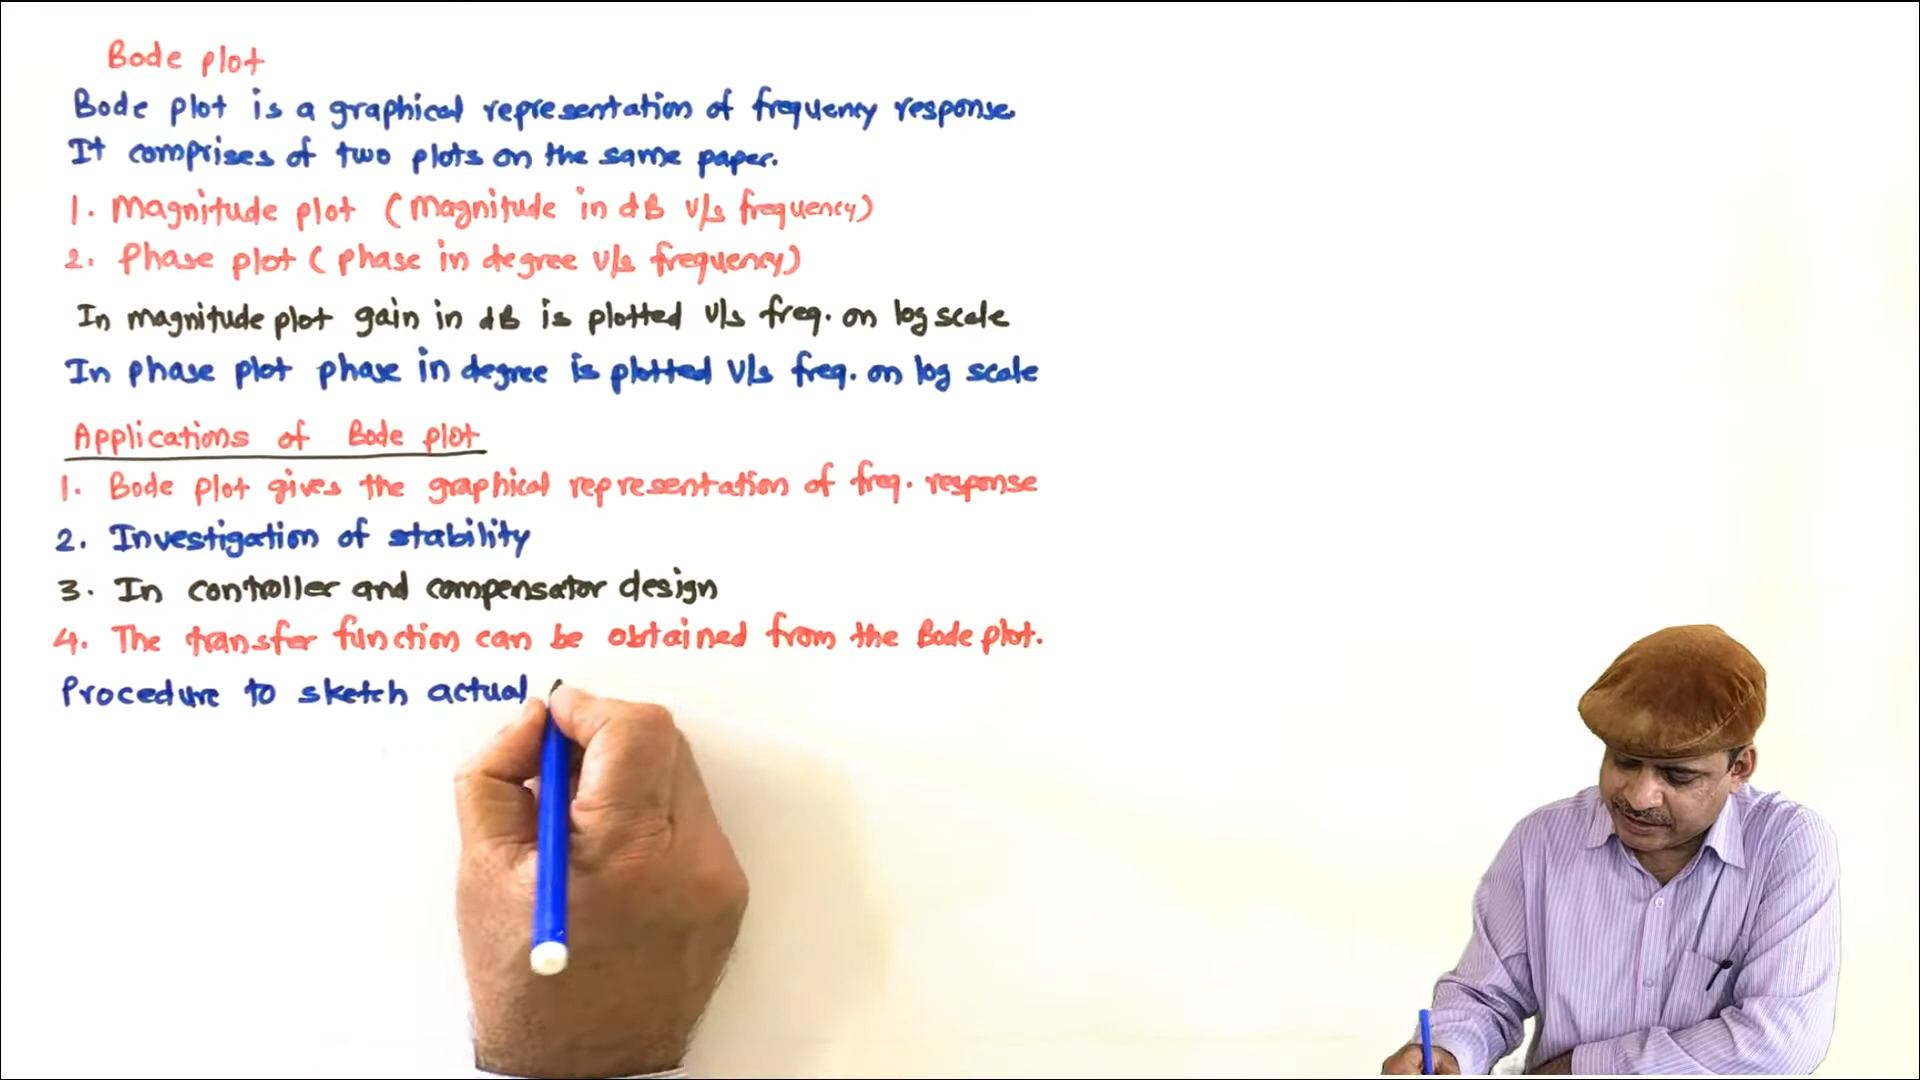 Bode plot
Bode plot is a graphical representation of frequency response.
It comprises of two plots on the same paper.
1. Magnitude plot (Magnitude in dB v/s frequency)
2. Phase plot (phase in degree v/s frequency)
In magnitude plot gain in dB is plotted v/s freq. on log scale
In phase plot phase in degree is plotted v/s freq. on log scale
Applications of Bode plot
1. Bode plot gives the graphical representation of freq. response
2. Investigation of stability
3. In controller and compensator design
4. The transfer function can be obtained from the Bode plot.
Procedure to sketch actual